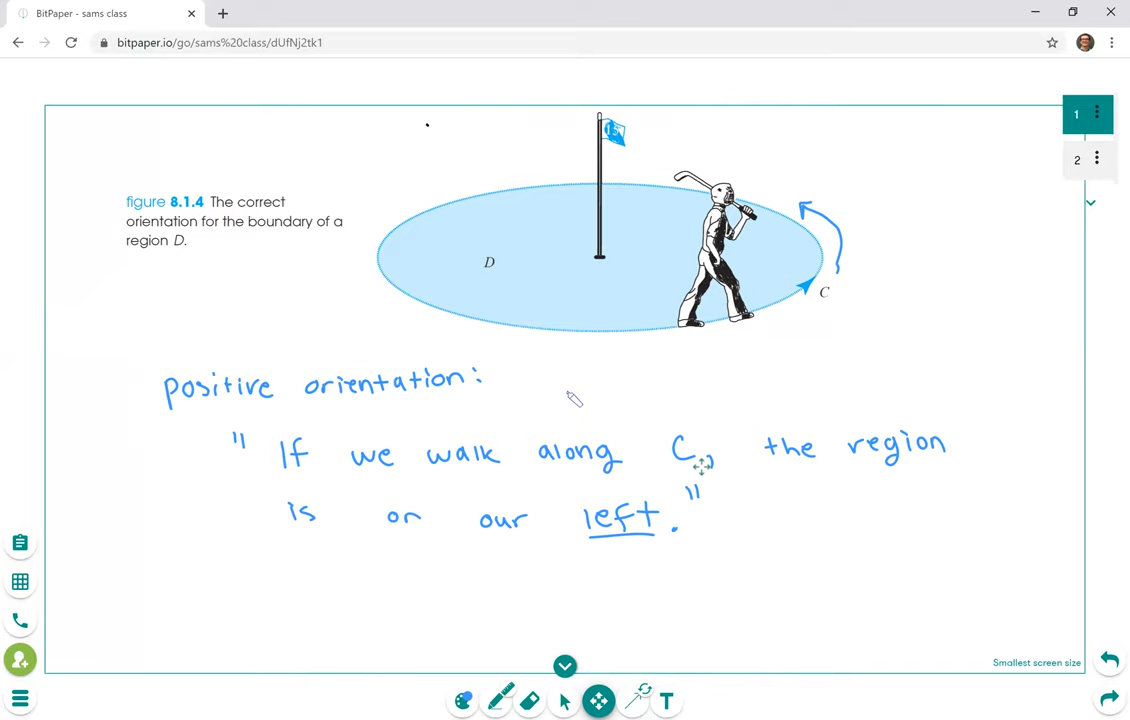 BitPaper - sams class
bitpaper.io/go/sams%20class/dUfNj2tk1
1
2
figure 8.1.4 The correct
orientation for the boundary of a
region D.
D
C
positive orientation:
" If we walk along C, the region
is on our left."
Smallest screen size
T